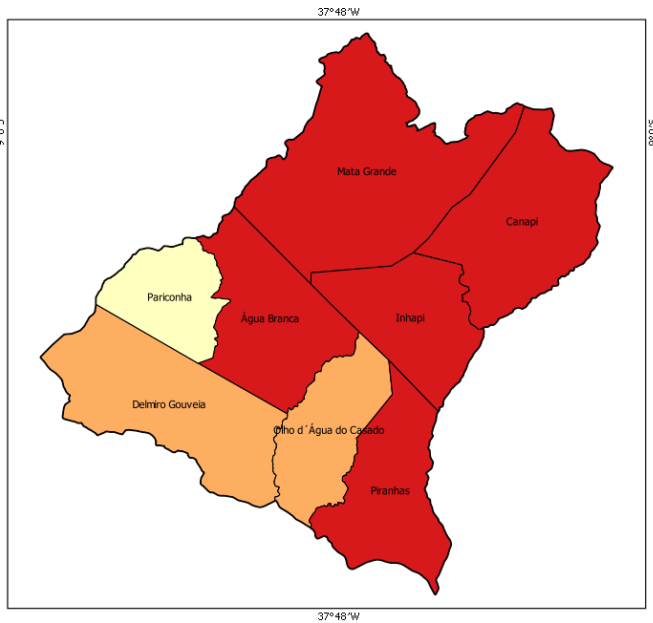 37°48'W
Mata Grande
Canapi
Pariconha
Inhapi
Água Branca
Delmiro Gouveia
Olho d´Água do Casado
Piranhas
37°48'W